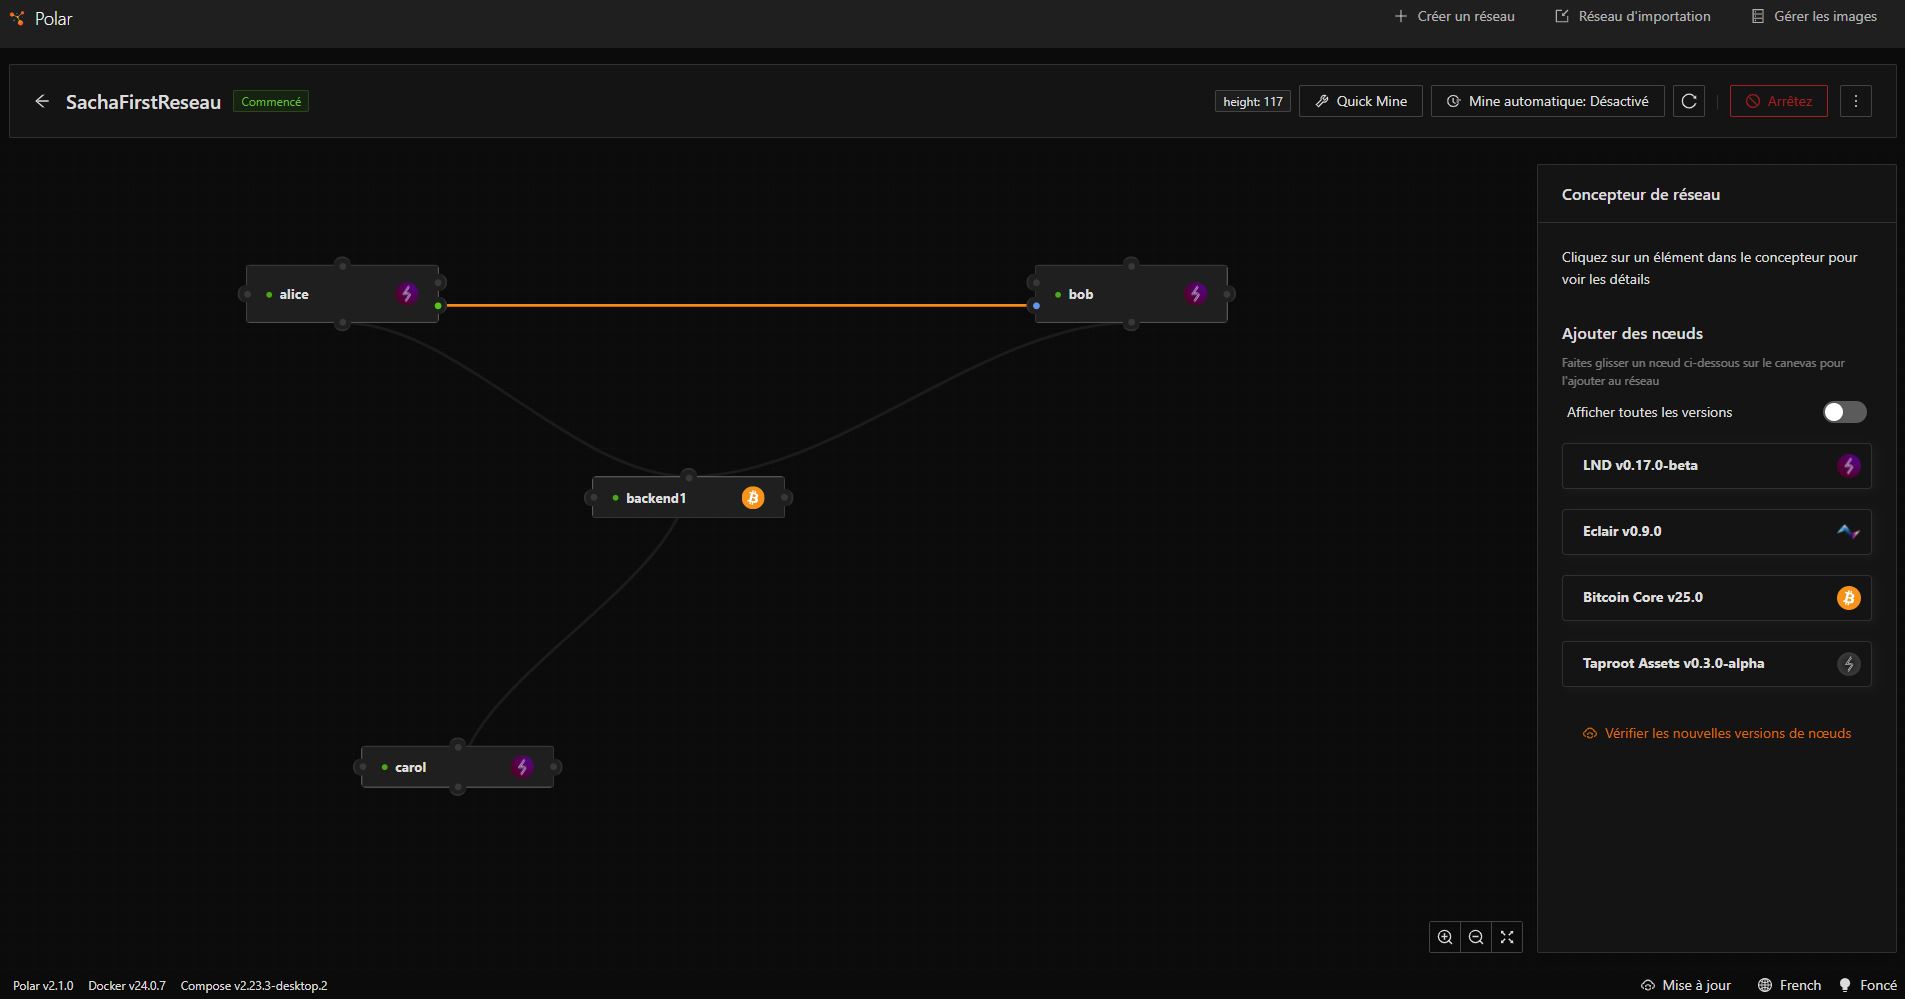 Polar
Créer un réseau
Réseau d'importation
Gérer les images
SachaFirstReseau
Commencé
height: 117
Quick Mine
Mine automatique: Désactivé
Arrêtez
alice
bob
backend1
carol
Concepteur de réseau
Cliquez sur un élément dans le concepteur pour
voir les détails
Ajouter des nœuds
Faites glisser un nœud ci-dessous sur le canevas pour
l'ajouter au réseau
Afficher toutes les versions
LND v0.17.0-beta
Eclair v0.9.0
Bitcoin Core v25.0
Taproot Assets v0.3.0-alpha
Vérifier les nouvelles versions de nœuds
Polar v2.1.0
Docker v24.0.7
Compose v2.23.3-desktop.2
Mise à jour
French
Foncé